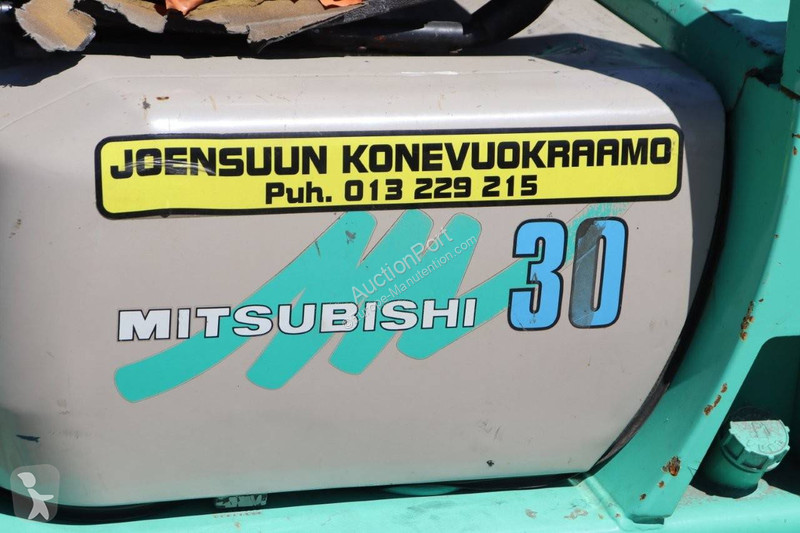 JOENSUUN KONEVUOKRAAMO
Puh. 013 229 215
MITSUBISHI 30
AuctionPort